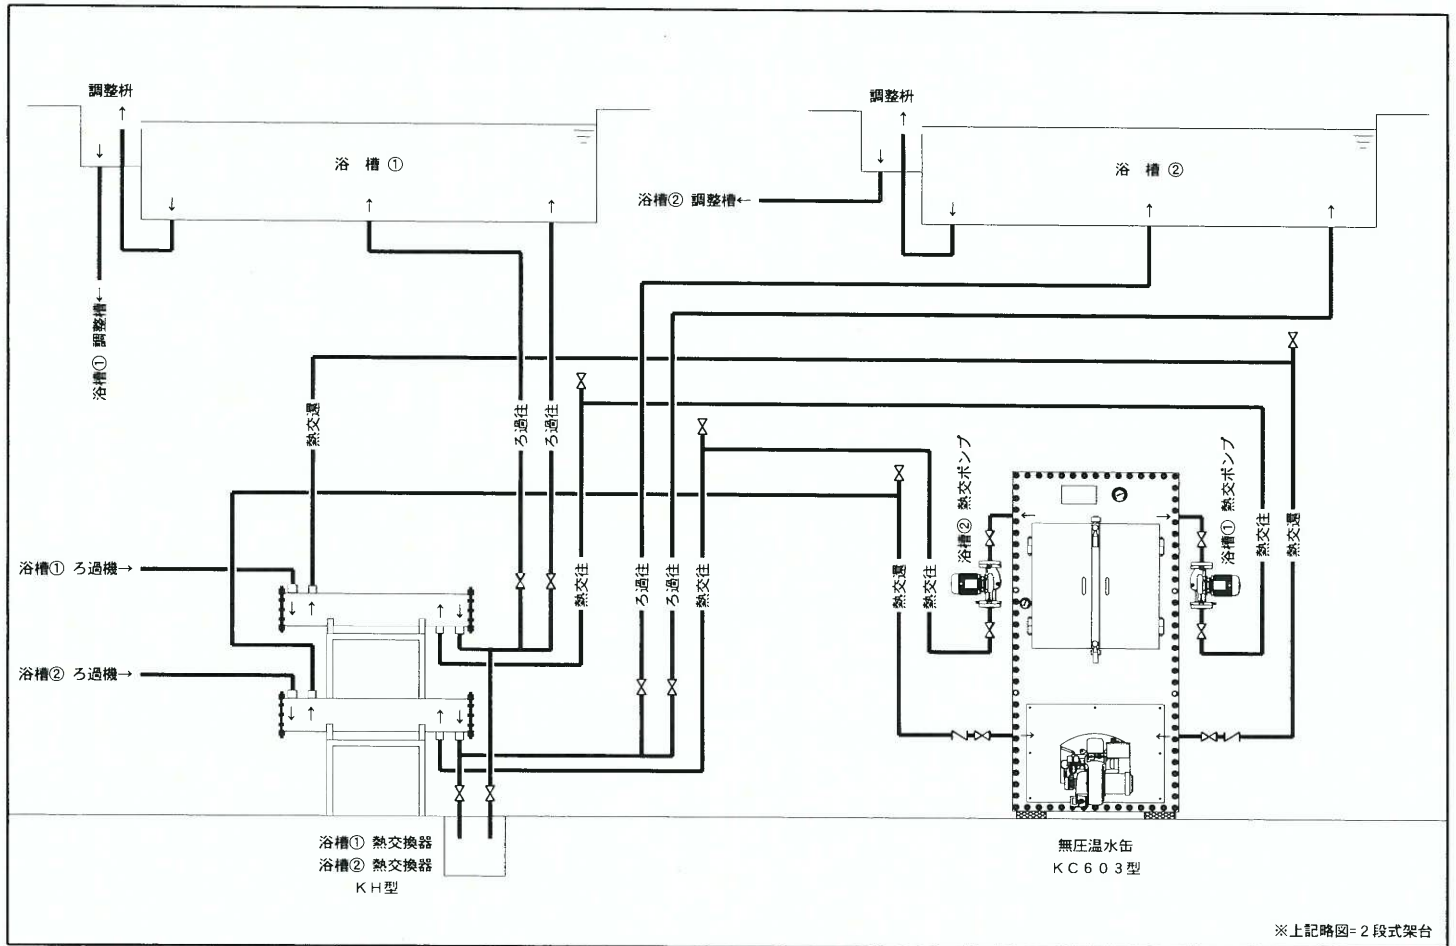 調整枡
調整枡
浴 槽 ①
浴 槽 ②
浴槽② 調整槽←
浴槽① 調整槽←
熱交還
ろ過往
ろ過往
浴槽② 熱交ポンプ
浴槽① 熱交ポンプ
熱交往
熱交還
浴槽① ろ過機→
熱交往
ろ過往
ろ過往
熱交往
熱交還
熱交往
浴槽② ろ過機→
浴槽① 熱交換器
浴槽② 熱交換器
KH型
無圧温水缶
KC603型
※上記略図=2段式架台